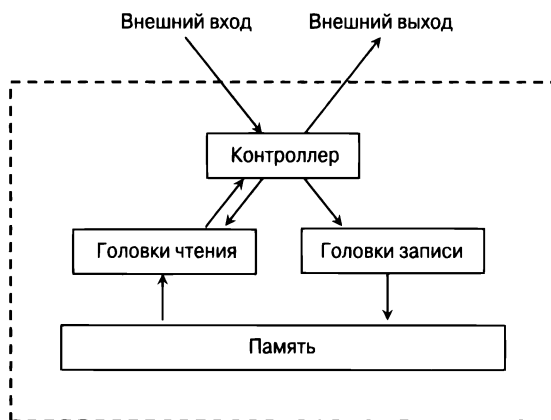 Внешний вход
Внешний выход
Контроллер
Головки чтения
Головки записи
Память